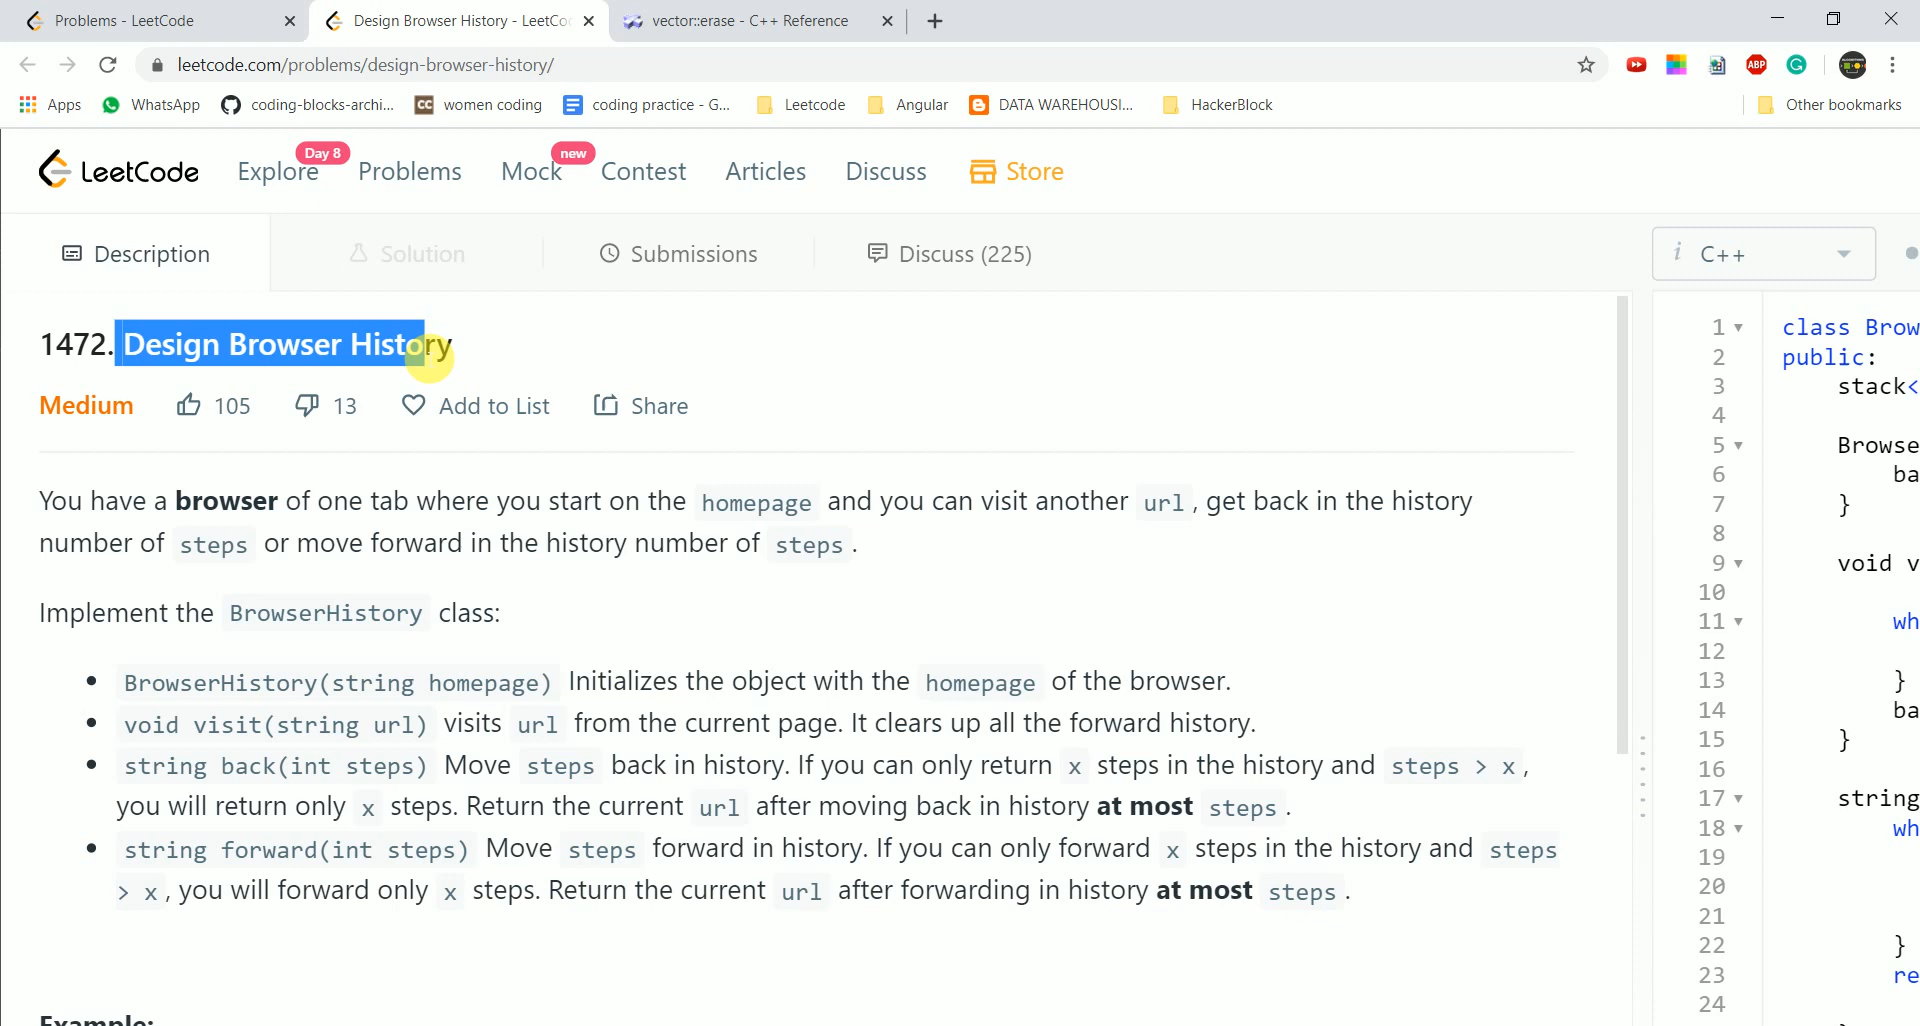 Problems - LeetCode
Design Browser History - LeetCo
vector::erase - C++ Reference
leetcode.com/problems/design-browser-history/
ABP
Apps
WhatsApp
coding-blocks-archi...
CC women coding
coding practice - G...
Leetcode
Angular
DATA WAREHOUSI...
HackerBlock
Other bookmarks
LeetCode
Explore
Day 8
Problems
Mock
new
Contest
Articles
Discuss
Store
Description
Solution
Submissions
Discuss (225)
i C++
1472. Design Browser History
Medium
105
13
Add to List
Share
You have a browser of one tab where you start on the homepage and you can visit another url, get back in the history
number of steps or move forward in the history number of steps.
Implement the BrowserHistory class:
• BrowserHistory(string homepage) Initializes the object with the homepage of the browser.
• void visit(string url) visits url from the current page. It clears up all the forward history.
• string back(int steps) Move steps back in history. If you can only return x steps in the history and steps > x,
you will return only x steps. Return the current url after moving back in history at most steps.
• string forward(int steps) Move steps forward in history. If you can only forward x steps in the history and steps
> x, you will forward only x steps. Return the current url after forwarding in history at most steps.
Example:
1 class Brow
2 public:
3 stack<
4
5 Browse
6 ba
7 }
8
9 void v
10
11 wh
12
13 }
14 ba
15 }
16
17 string
18 wh
19
20
21
22 }
23 re
24